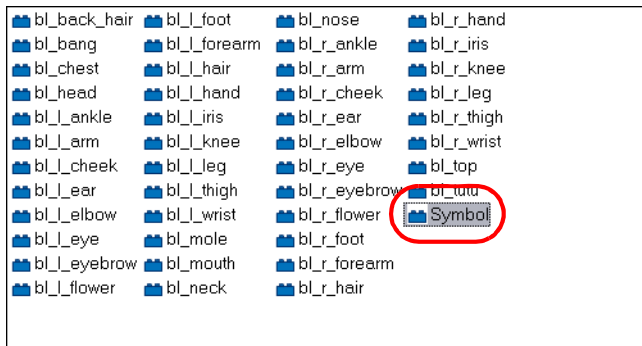 bl_back_hair bl_l_foot bl_nose bl_r_hand
bl_bang bl_l_forearm bl_r_ankle bl_r_iris
bl_chest bl_l_hair bl_r_arm bl_r_knee
bl_head bl_l_hand bl_r_cheek bl_r_leg
bl_l_ankle bl_l_iris bl_r_ear bl_r_thigh
bl_l_arm bl_l_knee bl_r_elbow bl_r_wrist
bl_l_cheek bl_l_leg bl_r_eye bl_top
bl_l_ear bl_l_thigh bl_r_eyebrow bl_tutu
bl_l_elbow bl_l_wrist bl_r_flower Symbol
bl_l_eye bl_mole bl_r_foot
bl_l_eyebrow bl_mouth bl_r_forearm
bl_l_flower bl_neck bl_r_hair